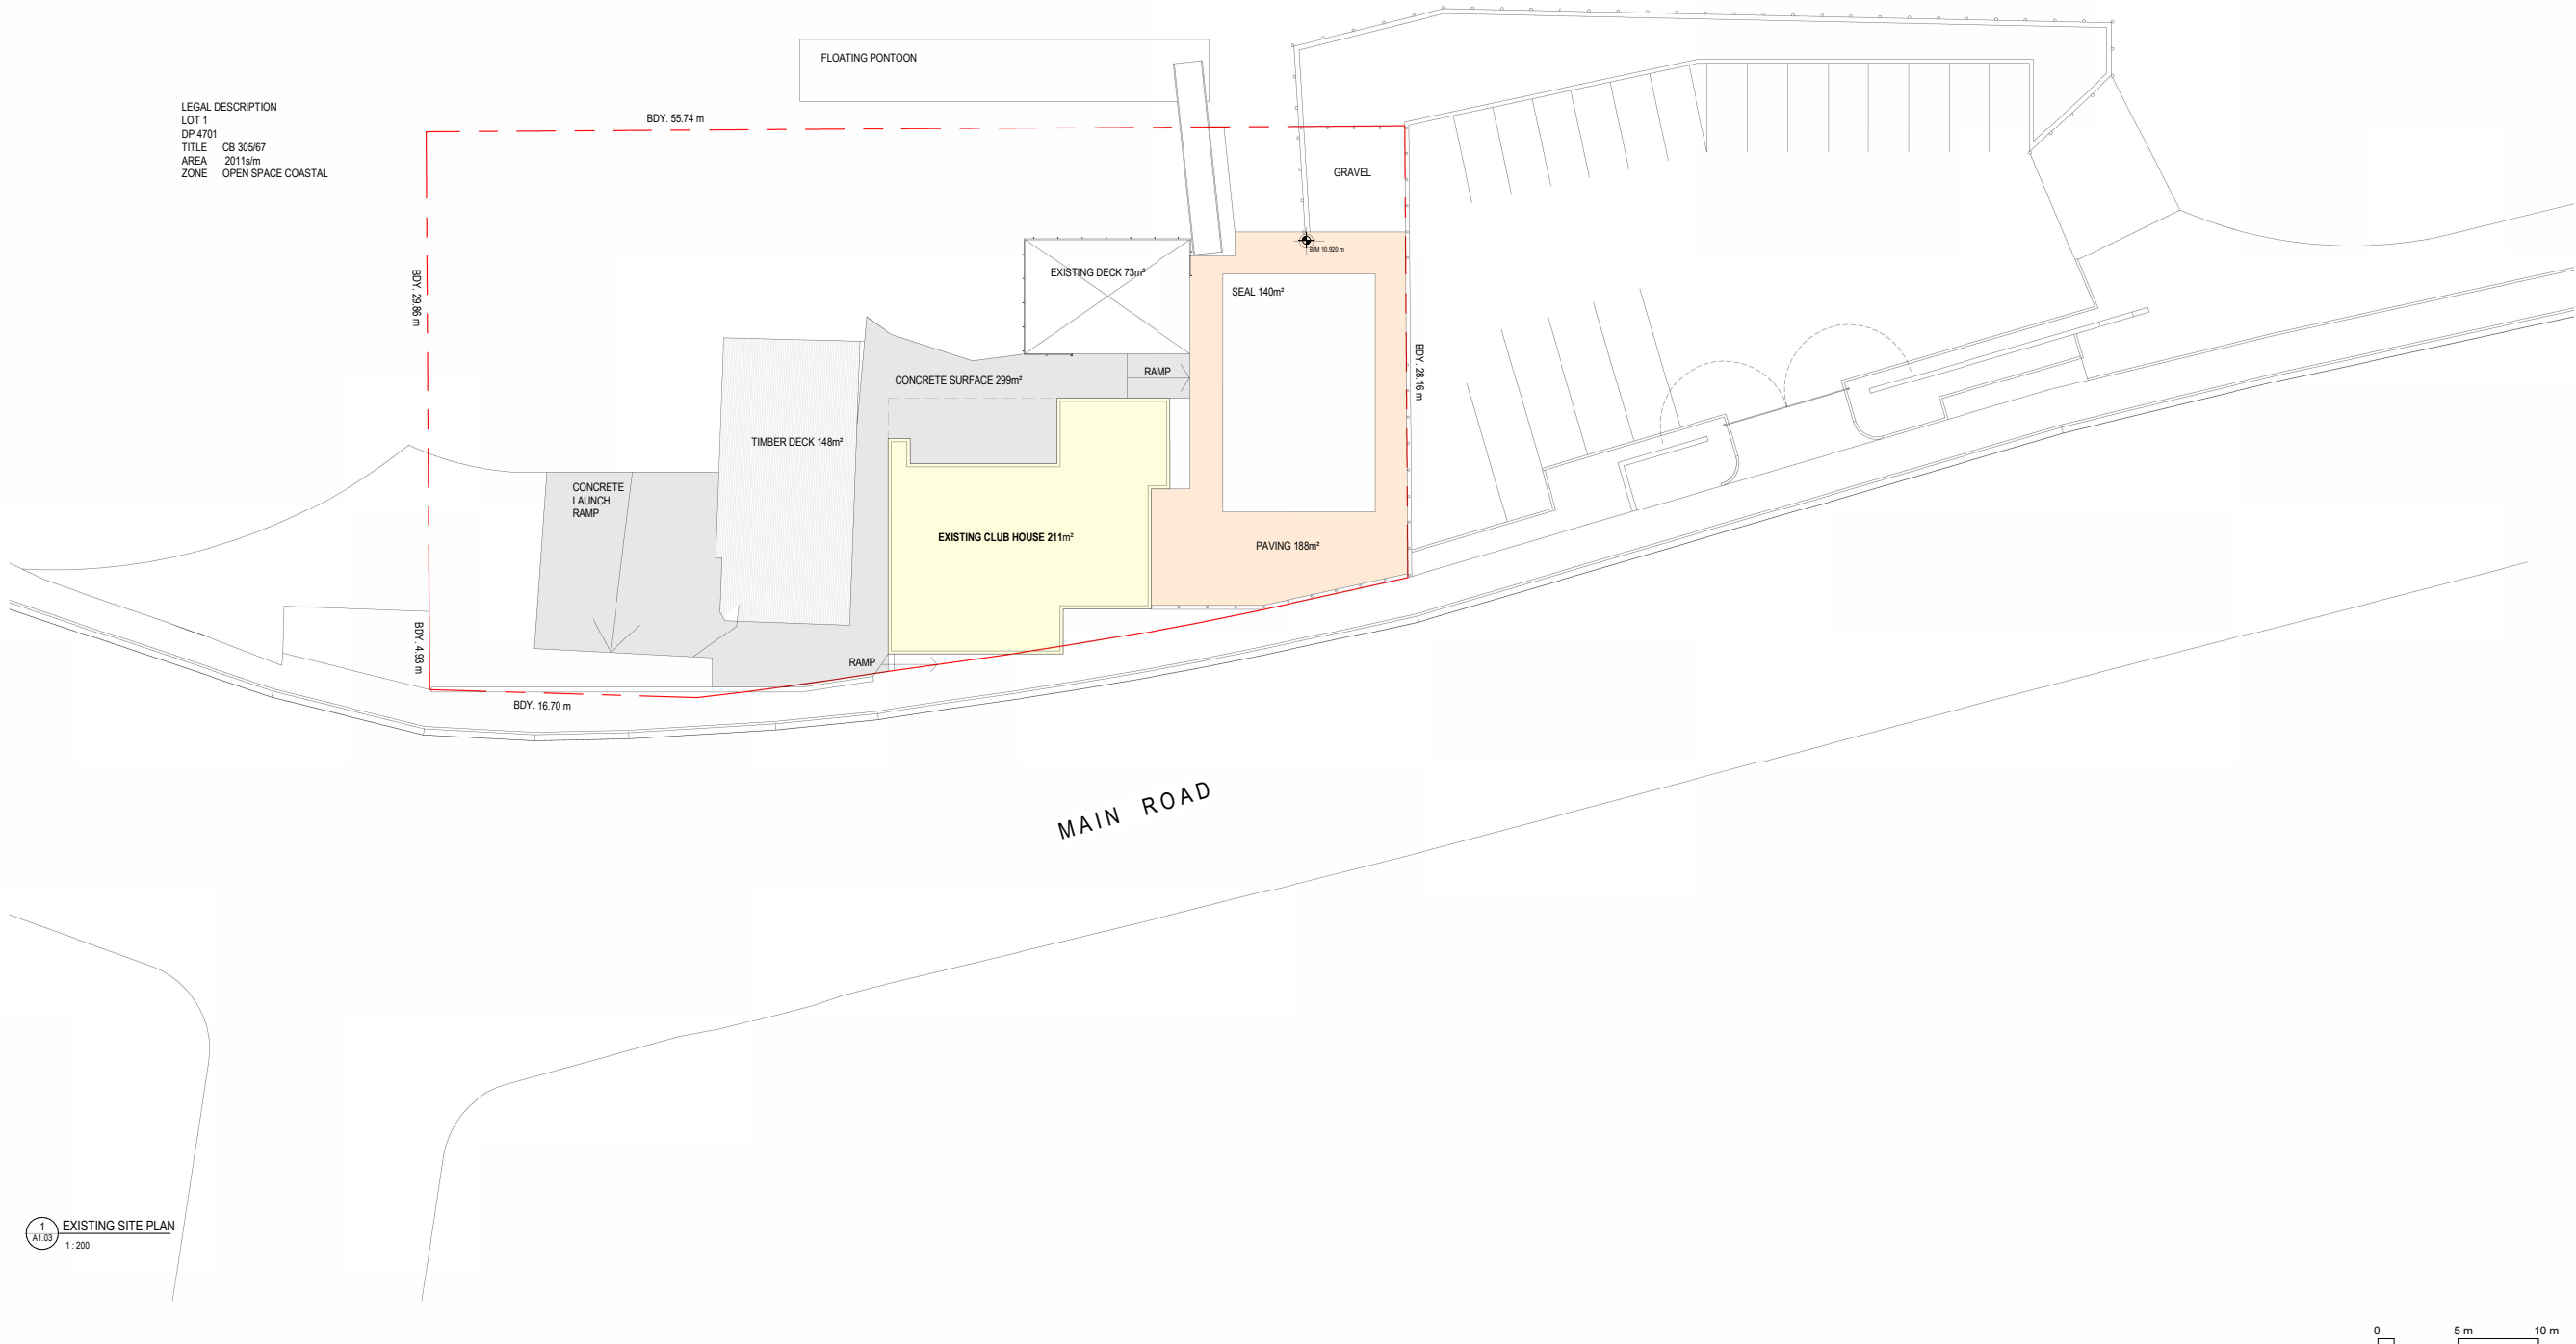 FLOATING PONTOON
LEGAL DESCRIPTION
LOT 1
DP 4701
TITLE CB 305/67
AREA 2011s/m
ZONE OPEN SPACE COASTAL
BDY. 55.74 m
GRAVEL
B/M 10.920 m
EXISTING DECK 73m²
SEAL 140m²
BDY. 29.86 m
BDY. 28.16 m
CONCRETE SURFACE 299m²
RAMP
TIMBER DECK 148m²
CONCRETE
LAUNCH
RAMP
EXISTING CLUB HOUSE 211m²
PAVING 188m²
BDY. 4.93 m
RAMP
BDY. 16.70 m
MAIN ROAD
1
A1.03
EXISTING SITE PLAN
1 : 200
0 5 m 10 m